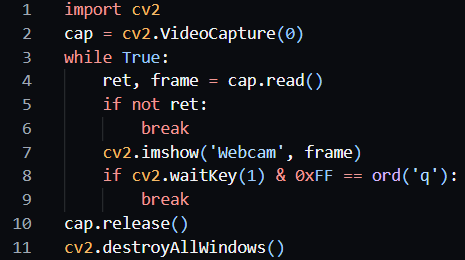 1 import cv2
2 cap = cv2.VideoCapture(0)
3 while True:
4     ret, frame = cap.read()
5     if not ret:
6         break
7     cv2.imshow('Webcam', frame)
8     if cv2.waitKey(1) & 0xFF == ord('q'):
9         break
10 cap.release()
11 cv2.destroyAllWindows()